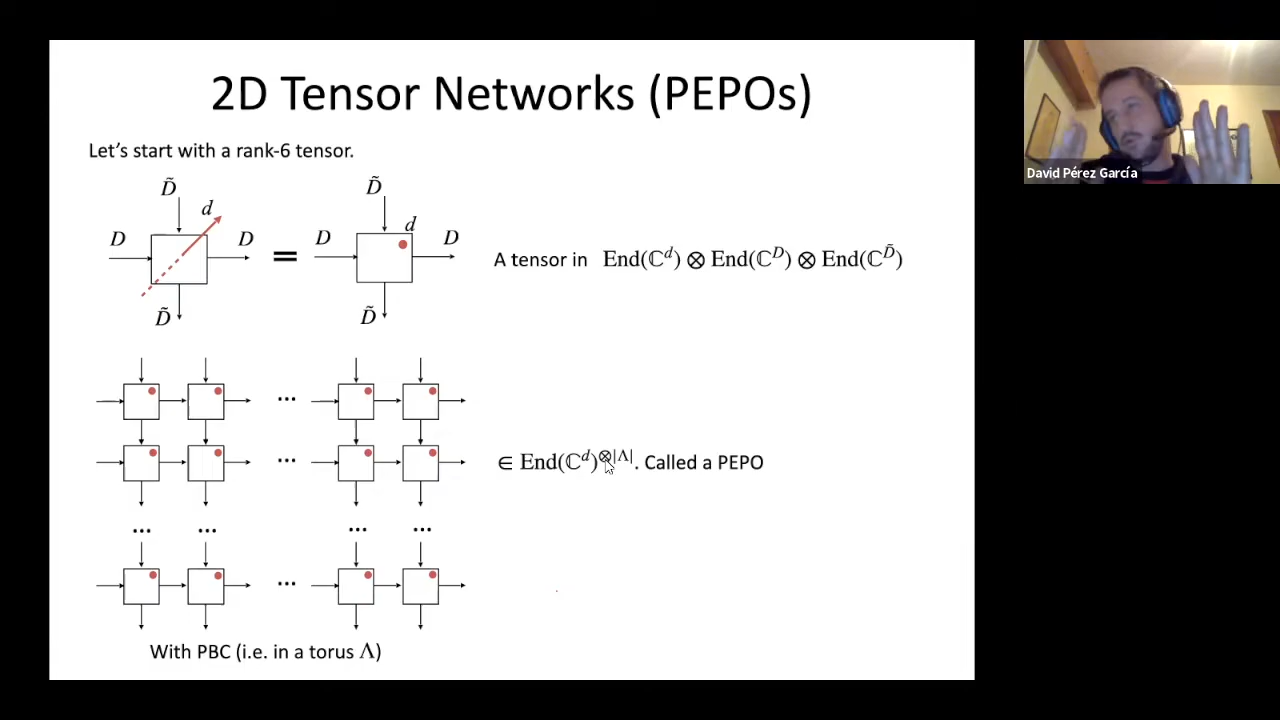 2D Tensor Networks (PEPOs)
Let's start with a rank-6 tensor.
D̃ d D D D̃ = D̃ d D D D̃
A tensor in End(ℂᵈ) ⊗ End(ℂᴰ) ⊗ End(ℂ^D̃)
...
...
∈ End(ℂᵈ)^⊗|Λ|. Called a PEPO
... ... ... ...
...
With PBC (i.e. in a torus Λ)
David Pérez García